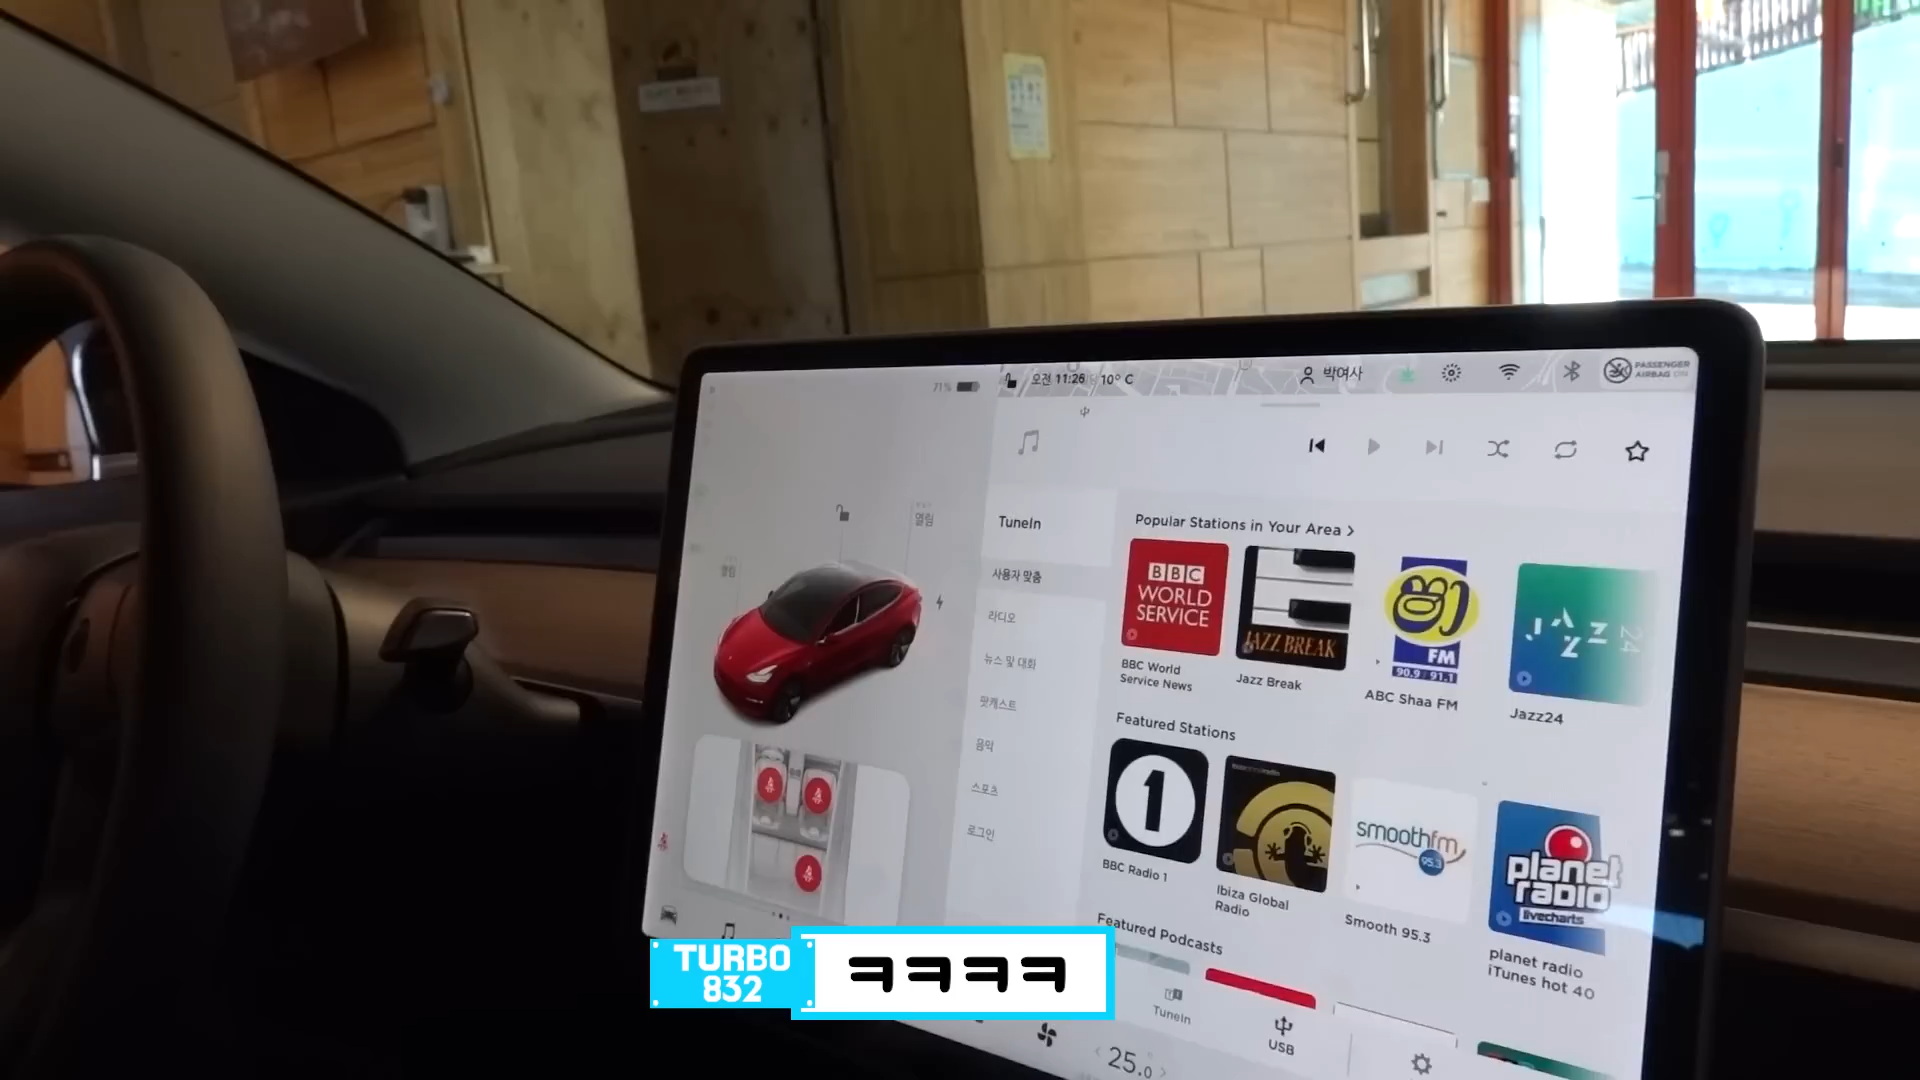 71%
오전 11:26
10° C
박여사
PASSENGER
AIRBAG ON
열림
열림
TuneIn
사용자 맞춤
라디오
뉴스 및 대화
팟캐스트
음악
스포츠
로그인
Popular Stations in Your Area >
BBC
WORLD
SERVICE
JAZZ BREAK
FM
90.9 / 91.1
JAZZ 24
BBC World
Service News
Jazz Break
ABC Shaa FM
Jazz24
Featured Stations
1
smoothfm
95.3
planet
radio
livecharts
BBC Radio 1
Ibiza Global
Radio
Smooth 95.3
planet radio
iTunes hot 40
Featured Podcasts
TuneIn
USB
25.0
TURBO
832
ㅋㅋㅋㅋ